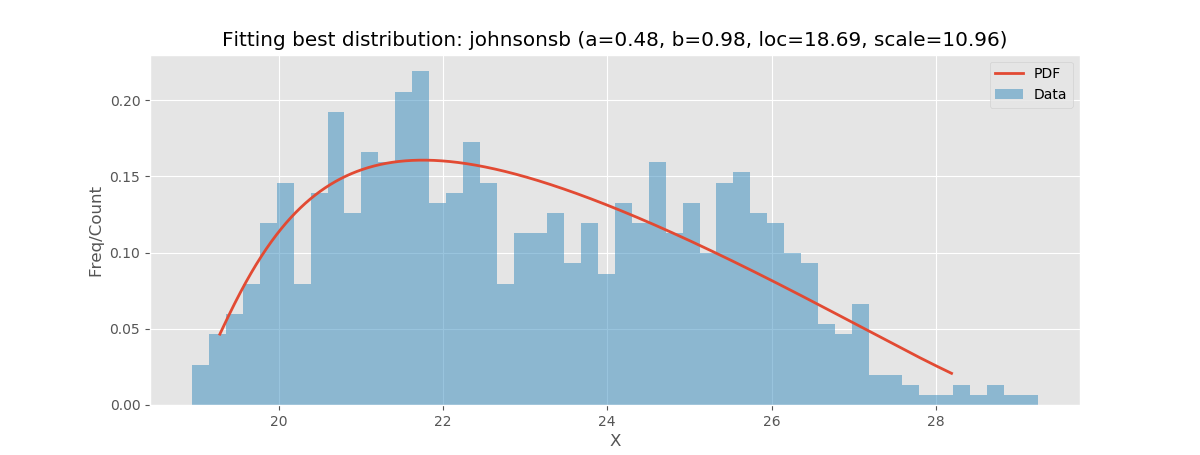 Fitting best distribution: johnsonsb (a=0.48, b=0.98, loc=18.69, scale=10.96)
PDF
Data
0.20
0.15
0.10
0.05
0.00
Freq/Count
20
22
24
26
28
X